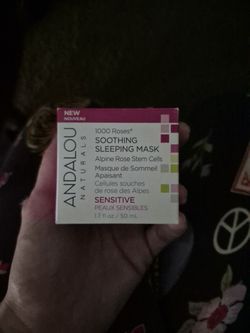 NEW
NOUVEAU
ANDALOU
NATURALS
1000 Roses®
SOOTHING
SLEEPING MASK
Alpine Rose Stem Cells
Masque de Sommeil
Apaisant
Cellules souches
de rose des Alpes
SENSITIVE
PEAUX SENSIBLES
1.7 fl oz / 50 mL